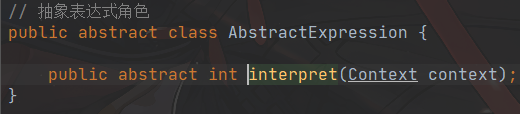 // 抽象表达式角色
public abstract class AbstractExpression {
public abstract int interpret(Context context);
}